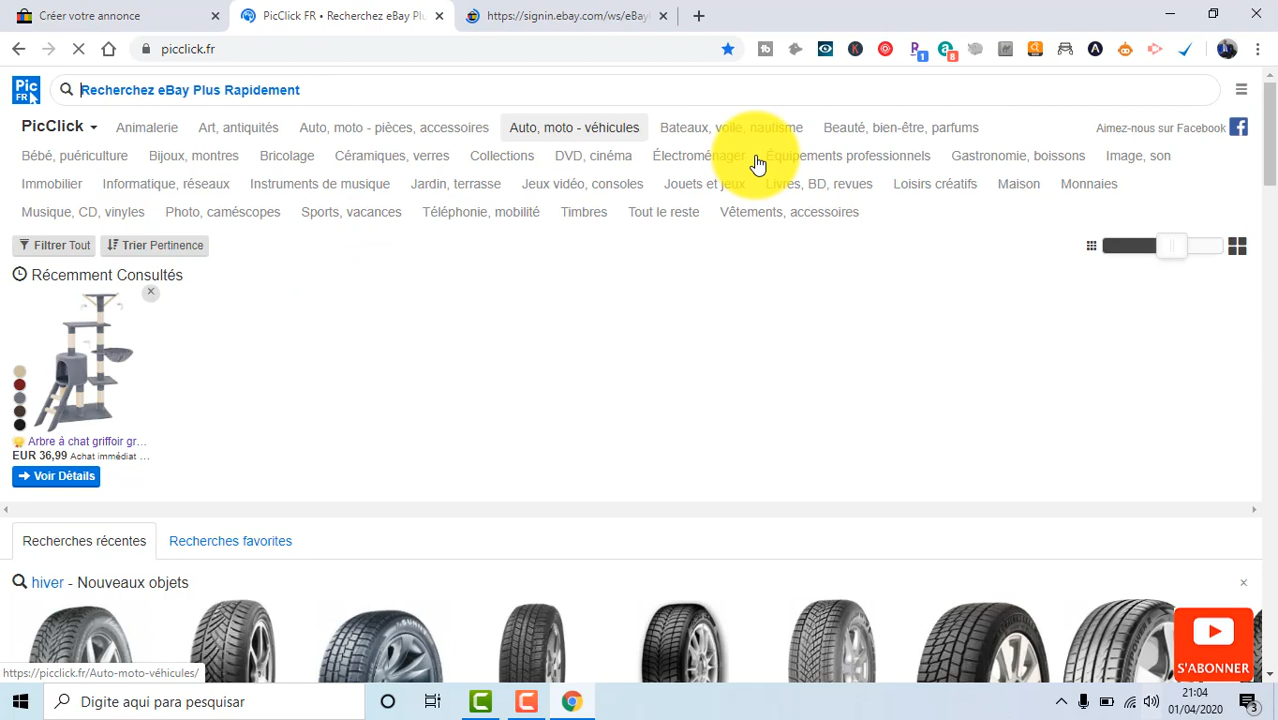 Créer votre annonce
PicClick FR • Recherchez eBay Plu
https://signin.ebay.com/ws/eBay
picclick.fr
1
8
Pic
FR
Recherchez eBay Plus Rapidement
PicClick
Animalerie
Art, antiquités
Auto, moto - pièces, accessoires
Auto, moto - véhicules
Bateaux, voile, nautisme
Beauté, bien-être, parfums
Aimez-nous sur Facebook
Bébé, puériculture
Bijoux, montres
Bricolage
Céramiques, verres
Collections
DVD, cinéma
Électroménager
Équipements professionnels
Gastronomie, boissons
Image, son
Immobilier
Informatique, réseaux
Instruments de musique
Jardin, terrasse
Jeux vidéo, consoles
Jouets et jeux
Livres, BD, revues
Loisirs créatifs
Maison
Monnaies
Musique, CD, vinyles
Photo, caméscopes
Sports, vacances
Téléphonie, mobilité
Timbres
Tout le reste
Vêtements, accessoires
Filtrer Tout
Trier Pertinence
Récemment Consultés
Arbre à chat griffoir gr...
EUR 36,99 Achat immédiat ...
Voir Détails
Recherches récentes
Recherches favorites
hiver - Nouveaux objets
S'ABONNER
https://picclick.fr/Auto-moto-véhicules/
Digite aqui para pesquisar
21:04
01/04/2020
3